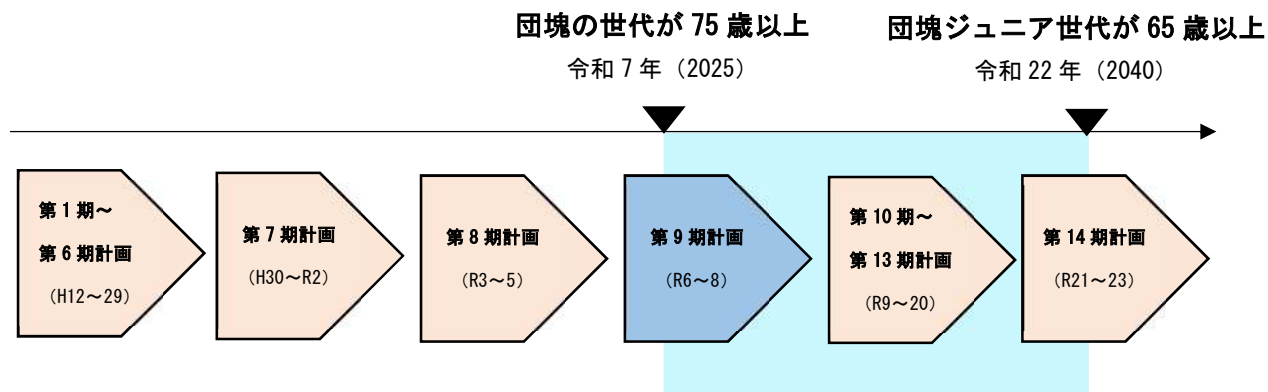 団塊の世代が 75 歳以上
令和 7 年（2025）
団塊ジュニア世代が 65 歳以上
令和 22 年（2040）
第 1 期～
第 6 期計画
（H12～29）
第 7 期計画
（H30～R2）
第 8 期計画
（R3～5）
第 9 期計画
（R6～8）
第 10 期～
第 13 期計画
（R9～20）
第 14 期計画
（R21～23）